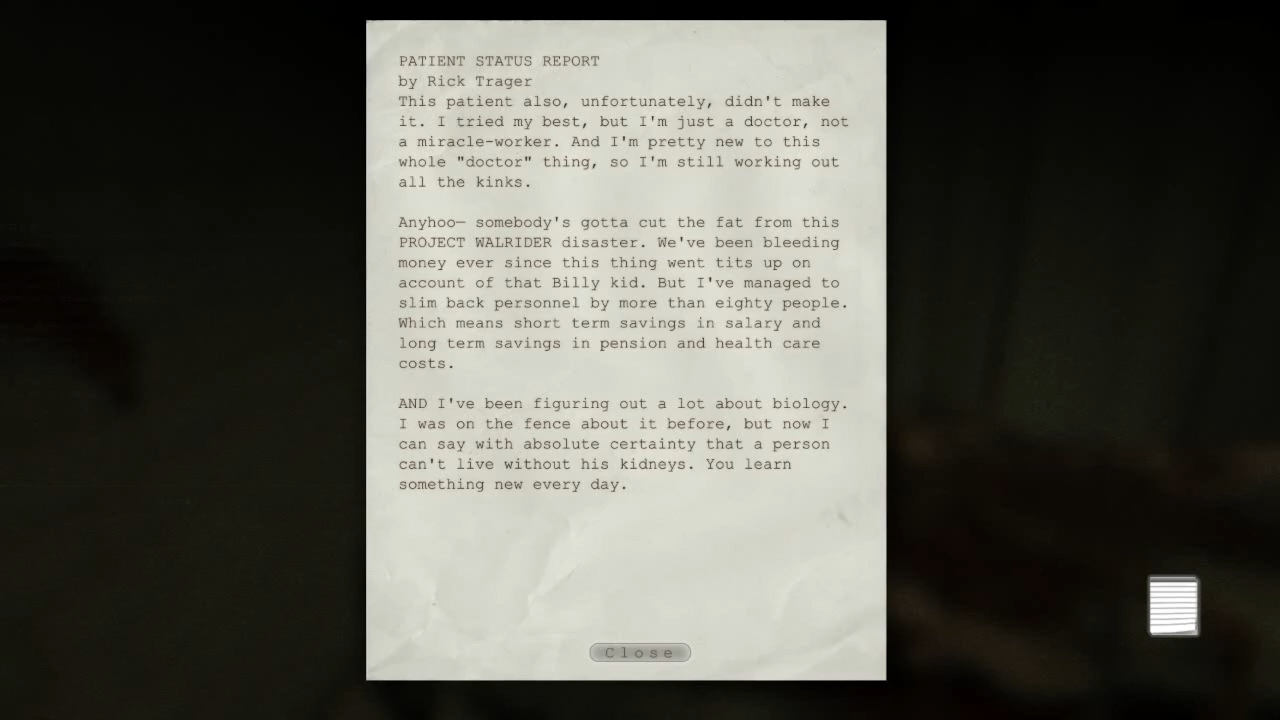 PATIENT STATUS REPORT
by Rick Trager
This patient also, unfortunately, didn't make
it. I tried my best, but I'm just a doctor, not
a miracle-worker. And I'm pretty new to this
whole "doctor" thing, so I'm still working out
all the kinks.
Anyhoo— somebody's gotta cut the fat from this
PROJECT WALRIDER disaster. We've been bleeding
money ever since this thing went tits up on
account of that Billy kid. But I've managed to
slim back personnel by more than eighty people.
Which means short term savings in salary and
long term savings in pension and health care
costs.
AND I've been figuring out a lot about biology.
I was on the fence about it before, but now I
can say with absolute certainty that a person
can't live without his kidneys. You learn
something new every day.
Close